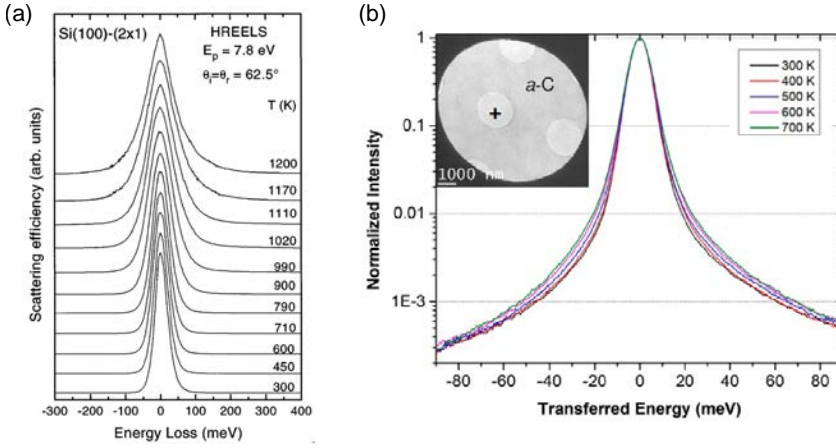 (a)
Si(100)-(2x1)
HREELS
Eₚ = 7.8 eV
θᵢ=θᵣ = 62.5°
T (K)
1200
1170
1110
1020
990
900
790
710
600
450
300
Scattering efficiency (arb. units)
-300 -200 -100 0 100 200 300 400
Energy Loss (meV)
(b)
1
0.1
0.01
1E-3
Normalized Intensity
a-C
+
1000 nm
300 K
400 K
500 K
600 K
700 K
-80 -60 -40 -20 0 20 40 60 80
Transferred Energy (meV)